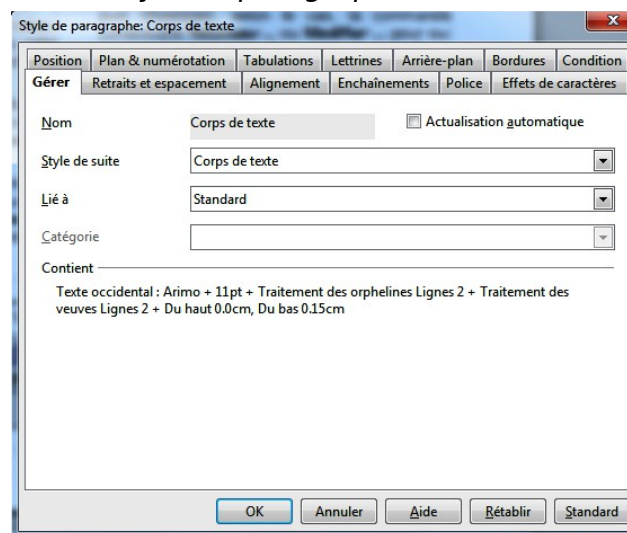 Style de paragraphe: Corps de texte
Position Plan & numérotation Tabulations Lettrines Arrière-plan Bordures Condition
Gérer Retraits et espacement Alignement Enchaînements Police Effets de caractères
Nom Corps de texte Actualisation automatique
Style de suite Corps de texte
Lié à Standard
Catégorie
Contient
Texte occidental : Arimo + 11pt + Traitement des orphelines Lignes 2 + Traitement des
veuves Lignes 2 + Du haut 0.0cm, Du bas 0.15cm
OK Annuler Aide Rétablir Standard